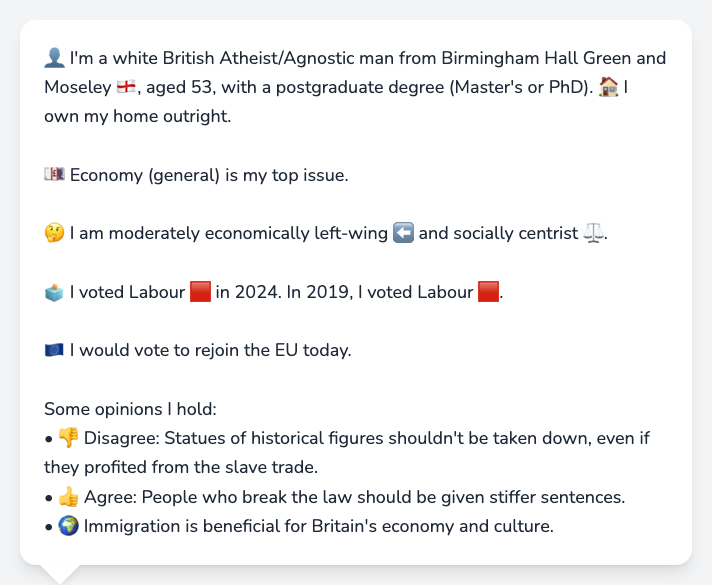 👤 I'm a white British Atheist/Agnostic man from Birmingham Hall Green and
Moseley 🏴󠁧󠁢󠁥󠁮󠁧󠁿, aged 53, with a postgraduate degree (Master's or PhD). 🏠 I
own my home outright.
💷 Economy (general) is my top issue.
🤔 I am moderately economically left-wing ⬅️ and socially centrist ⚖️.
🗳️ I voted Labour 🟥 in 2024. In 2019, I voted Labour 🟥.
🇪🇺 I would vote to rejoin the EU today.
Some opinions I hold:
• 👎 Disagree: Statues of historical figures shouldn't be taken down, even if
they profited from the slave trade.
• 👍 Agree: People who break the law should be given stiffer sentences.
• 🌍 Immigration is beneficial for Britain's economy and culture.